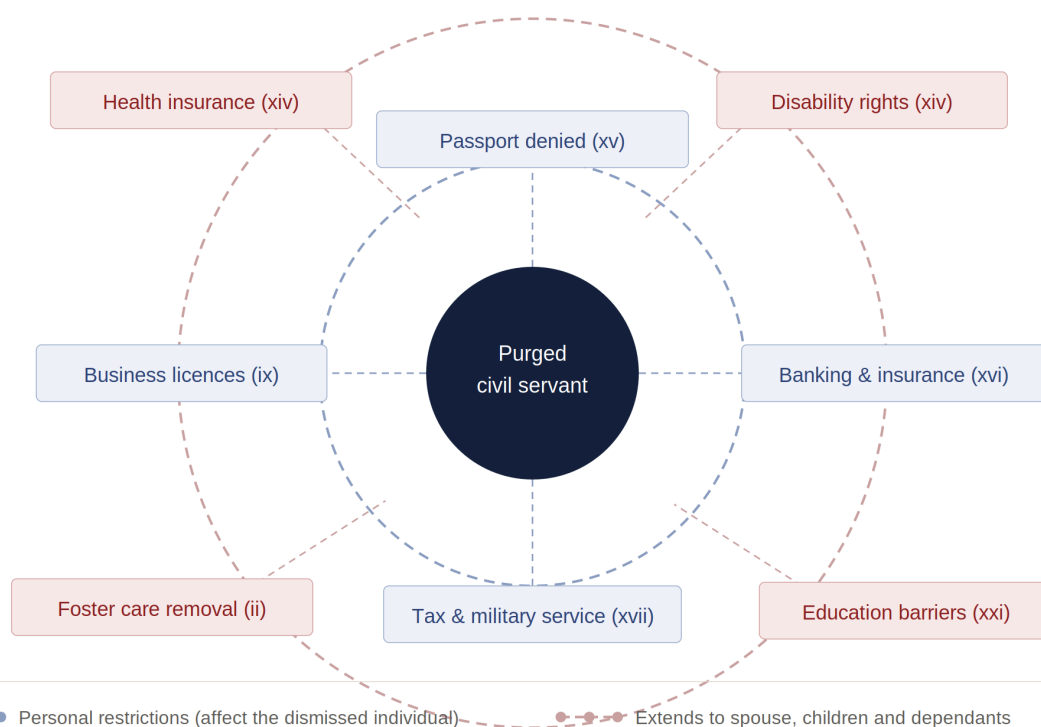 Health insurance (xiv)
Disability rights (xiv)
Passport denied (xv)
Purged
civil servant
Business licences (ix)
Banking & insurance (xvi)
Foster care removal (ii)
Tax & military service (xvii)
Education barriers (xxi)
Personal restrictions (affect the dismissed individual)
Extends to spouse, children and dependants